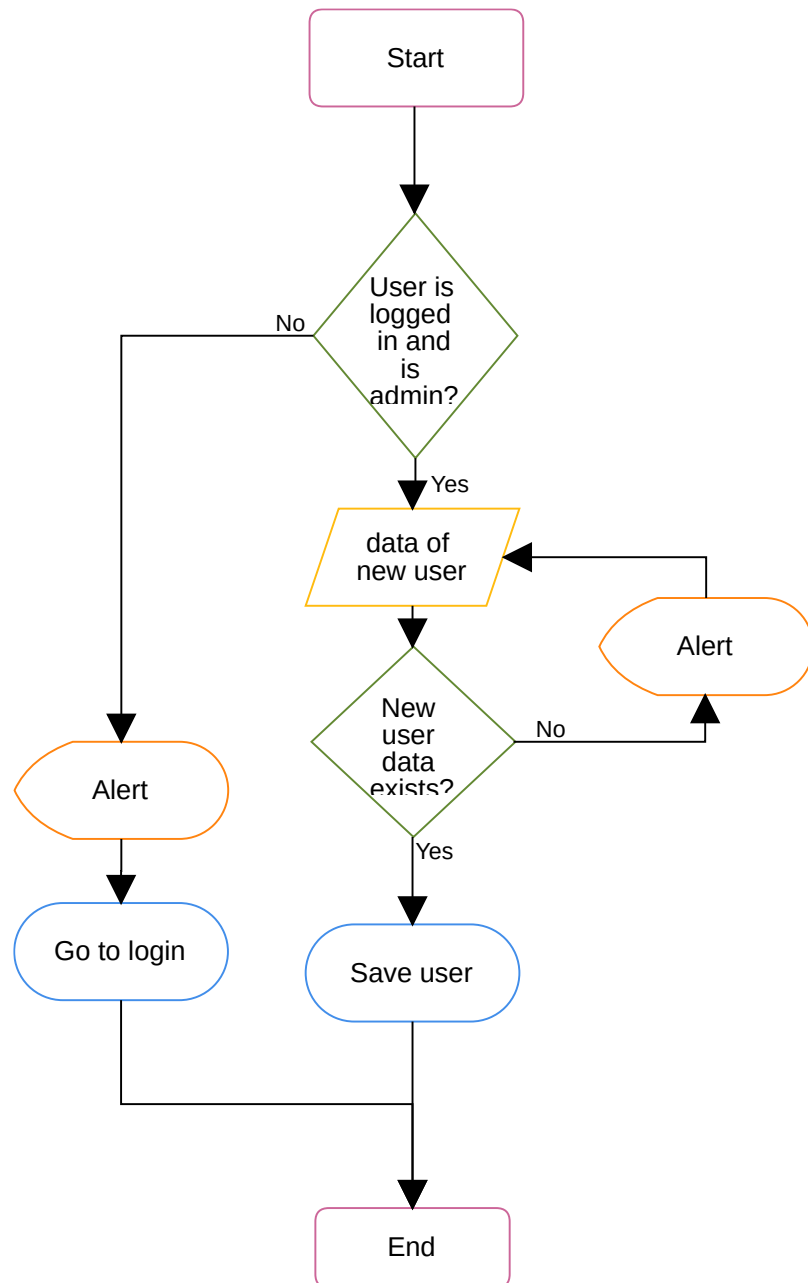 Start
User is
logged
in and
is
admin?
No
Yes
data of
new user
Alert
New
user
data
exists?
No
Alert
Yes
Go to login
Save user
End